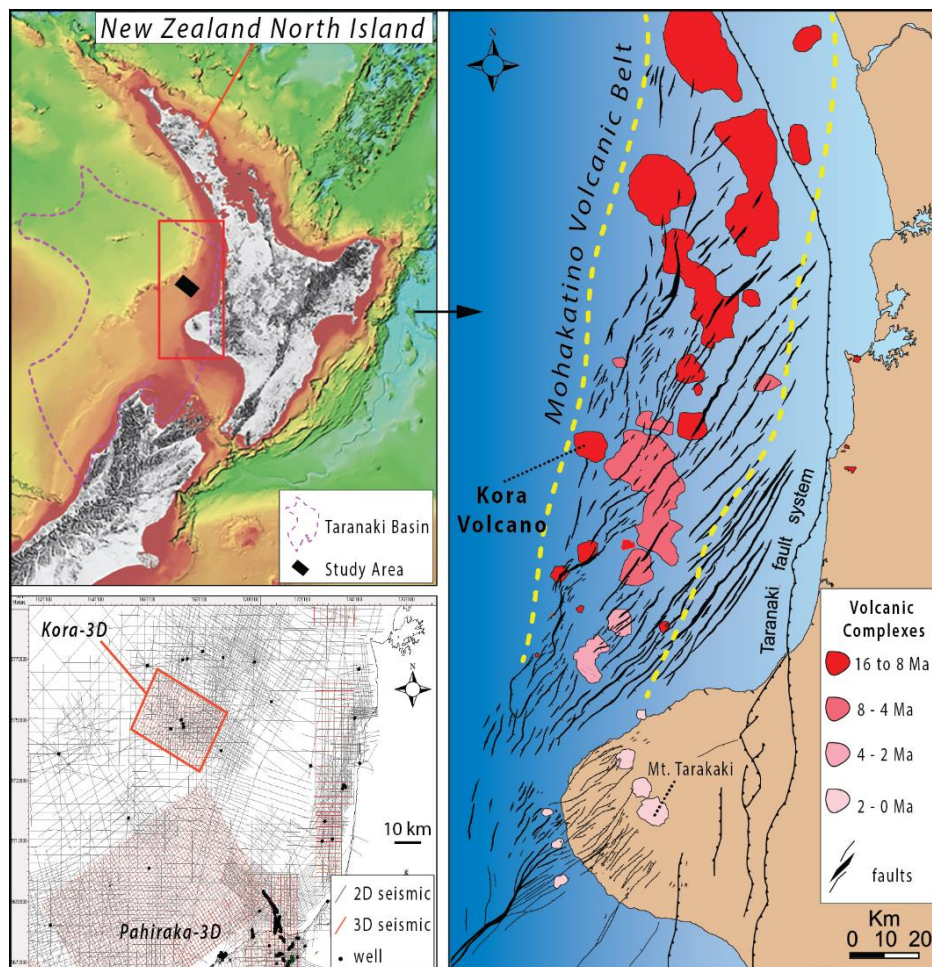 New Zealand North Island
Taranaki Basin
Study Area
Kora-3D
N
10 km
2D seismic
3D seismic
well
Pahiraka-3D
N
Mohakatino Volcanic Belt
Kora
Volcano
Taranaki fault system
Mt. Tarakaki
Volcanic
Complexes
16 to 8 Ma
8 - 4 Ma
4 - 2 Ma
2 - 0 Ma
faults
Km
0 10 20